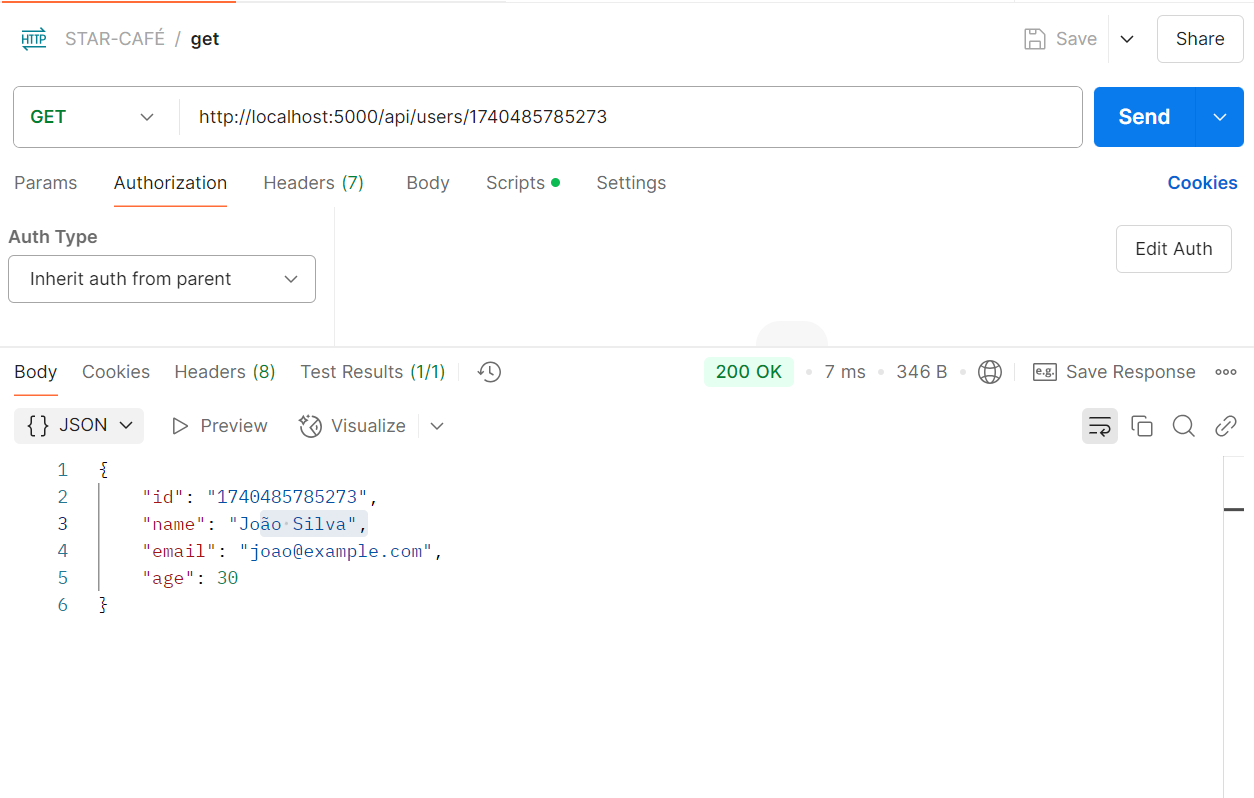 HTTP STAR-CAFÉ / get Save Share
GET http://localhost:5000/api/users/1740485785273 Send
Params Authorization Headers (7) Body Scripts Settings Cookies
Auth Type
Inherit auth from parent
Edit Auth
Body Cookies Headers (8) Test Results (1/1) 200 OK 7 ms 346 B e.g. Save Response
{} JSON Preview Visualize
1 {
2 "id": "1740485785273",
3 "name": "João Silva",
4 "email": "joao@example.com",
5 "age": 30
6 }